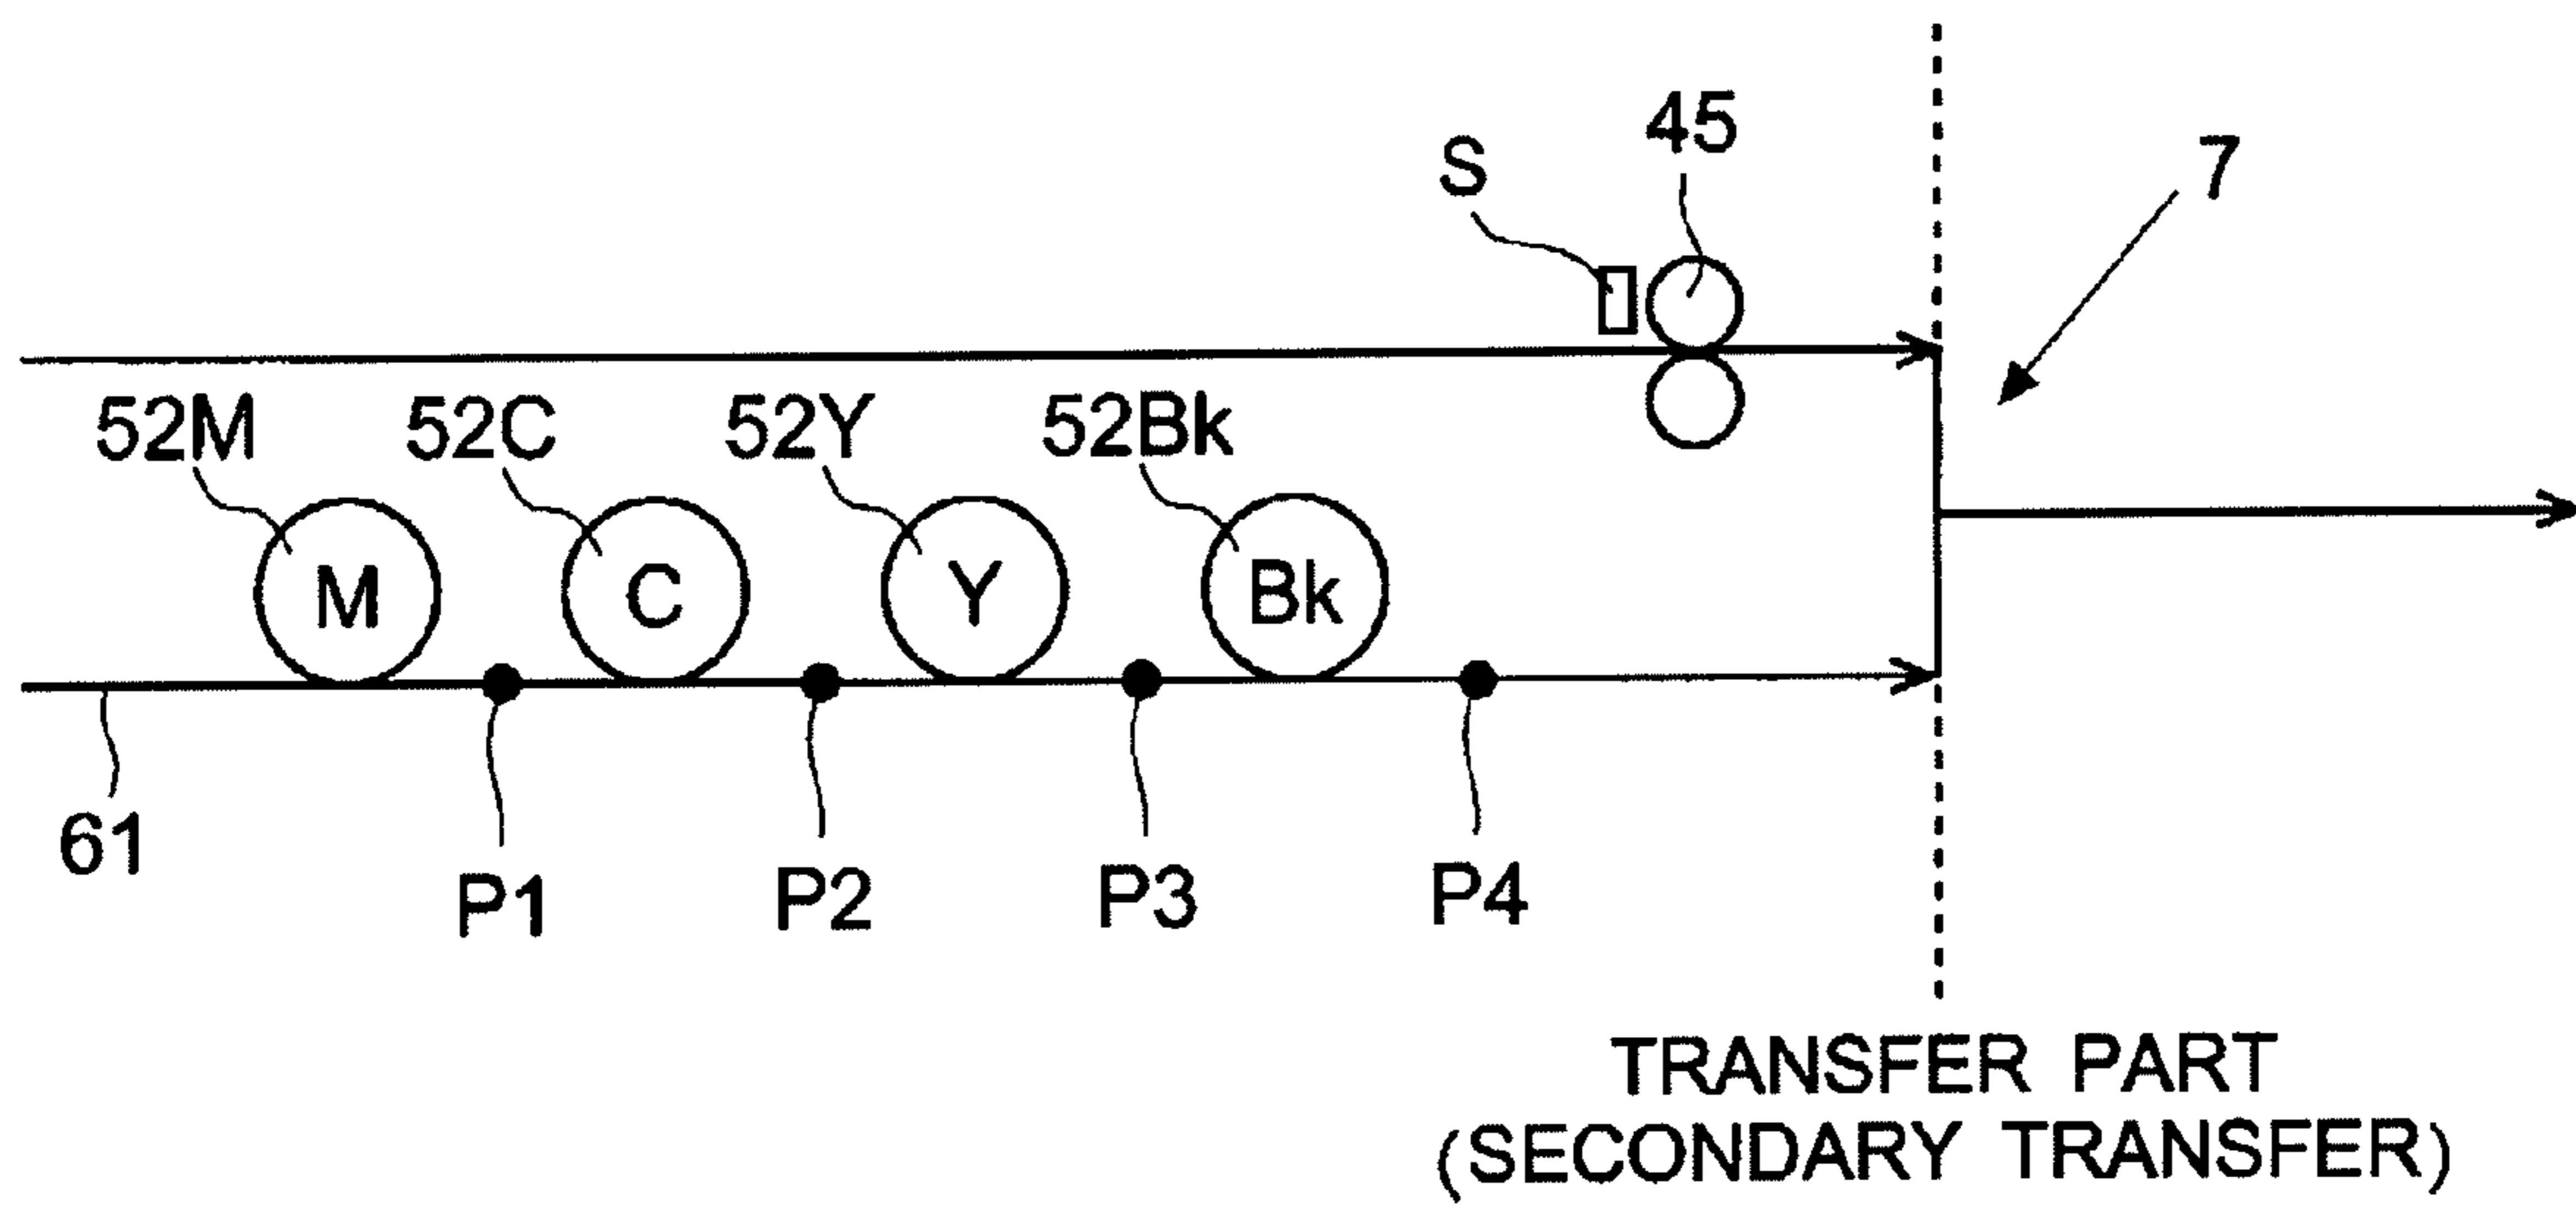 45
S
7
52M 52C 52Y 52Bk
M C Y Bk
61
P1 P2 P3 P4
TRANSFER PART
(SECONDARY TRANSFER)